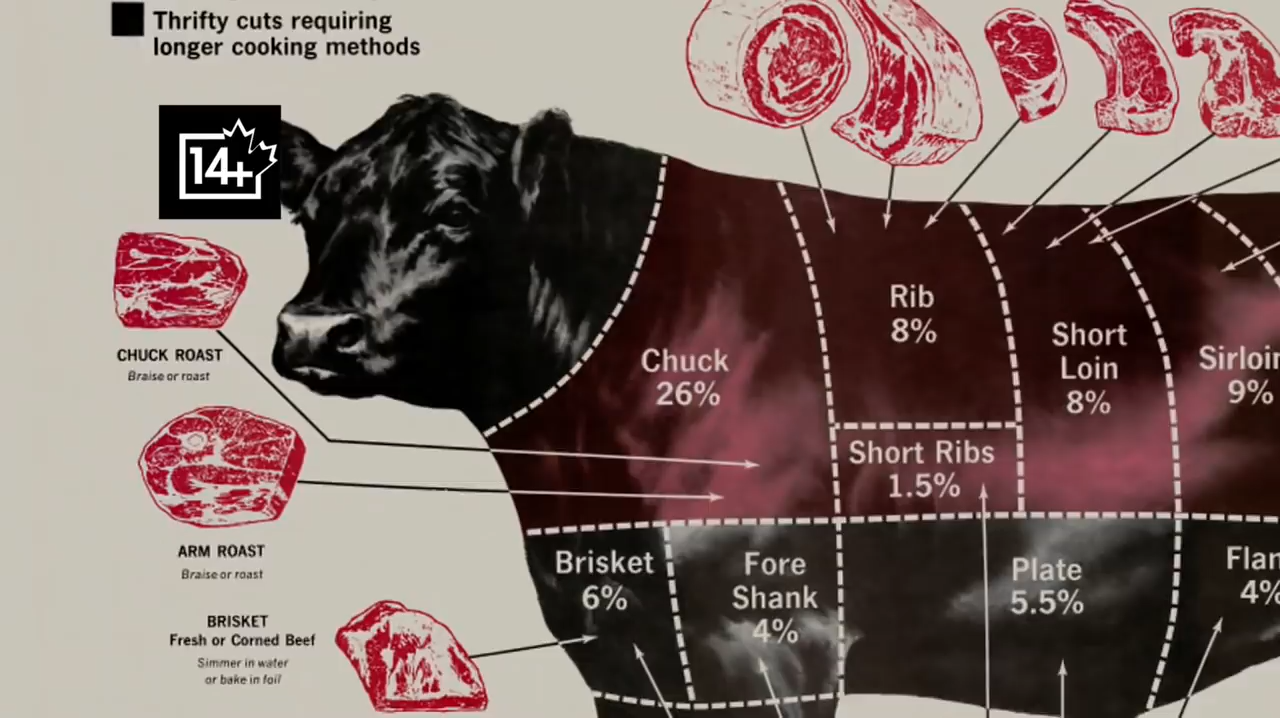 Thrifty cuts requiring
longer cooking methods
14+
CHUCK ROAST
Braise or roast
ARM ROAST
Braise or roast
BRISKET
Fresh or Corned Beef
Simmer in water
or bake in foil
Chuck
26%
Rib
8%
Short
Loin
8%
9%
Short Ribs
1.5%
Brisket
6%
Fore
Shank
4%
Plate
5.5%
4%